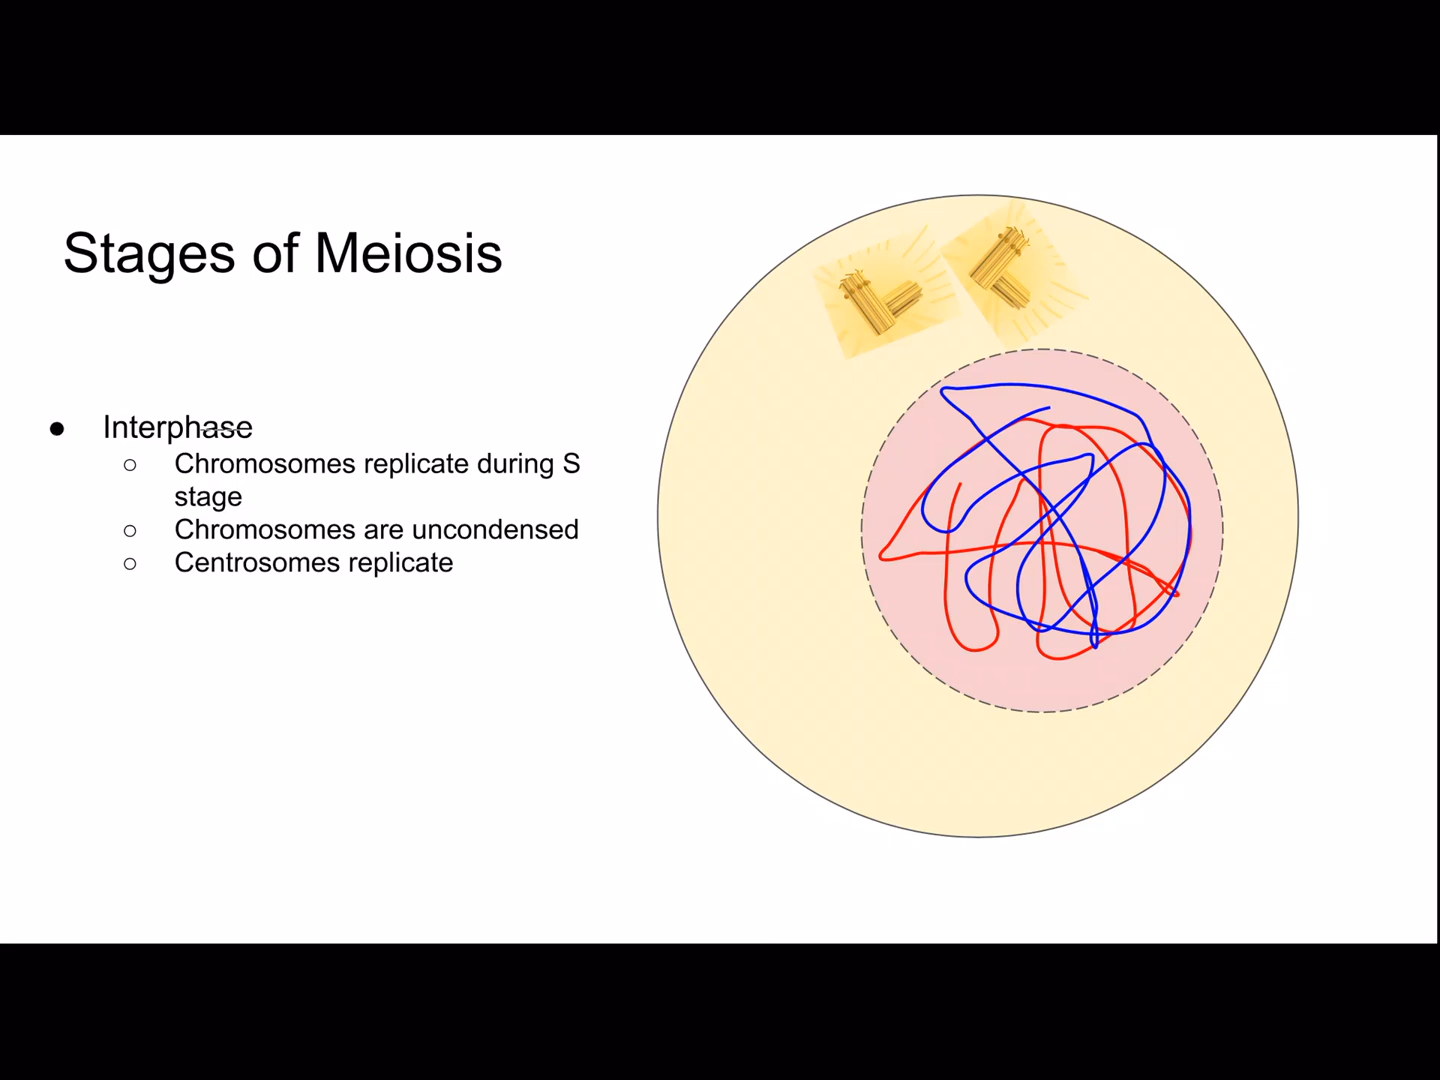 Stages of Meiosis
● Interphase
○ Chromosomes replicate during S
stage
○ Chromosomes are uncondensed
○ Centrosomes replicate